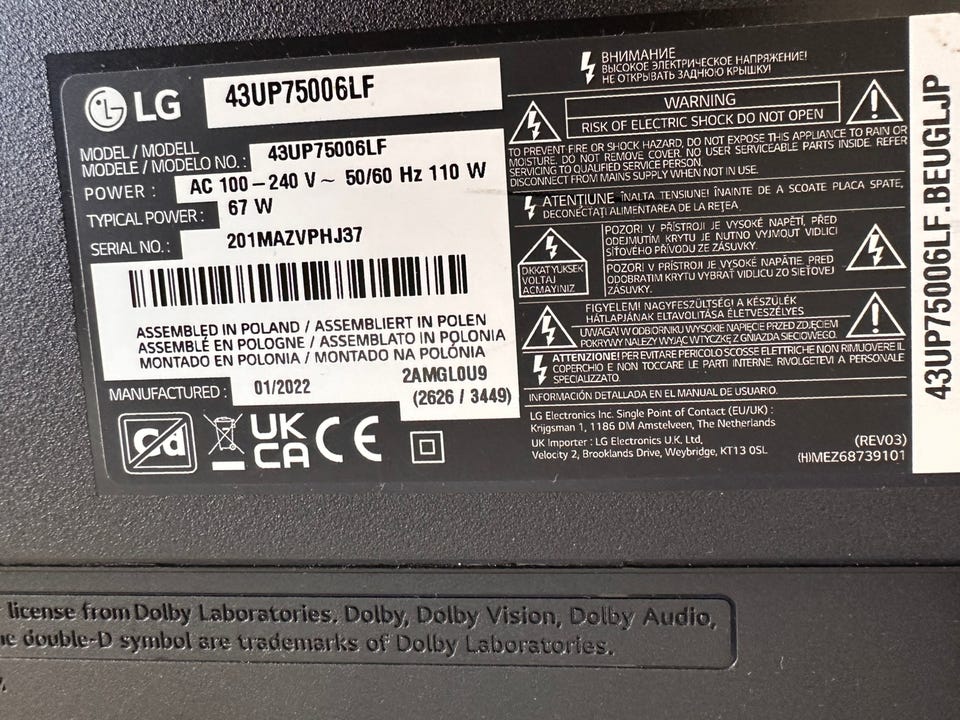 LG
43UP75006LF
MODEL / MODELL
MODELE / MODELO NO. :
43UP75006LF
POWER :
AC 100 – 240 V ~ 50/60 Hz 110 W
TYPICAL POWER :
67 W
SERIAL NO. :
201MAZVPHJ37
ASSEMBLED IN POLAND / ASSEMBLIERT IN POLEN
ASSEMBLÉ EN POLOGNE / ASSEMBLATO IN POLONIA
MONTADO EN POLONIA / MONTADO NA POLÓNIA
MANUFACTURED :
01/2022
2AMGL0U9
(2626 / 3449)
Cd
UK
CA
CE
ВНИМАНИЕ
ВЫСОКОЕ ЭЛЕКТРИЧЕСКОЕ НАПРЯЖЕНИЕ!
НЕ ОТКРЫВАТЬ ЗАДНЮЮ КРЫШКУ!
WARNING
RISK OF ELECTRIC SHOCK DO NOT OPEN
TO PREVENT FIRE OR SHOCK HAZARD, DO NOT EXPOSE THIS APPLIANCE TO RAIN OR
MOISTURE. DO NOT REMOVE COVER. NO USER SERVICEABLE PARTS INSIDE. REFER
SERVICING TO QUALIFIED SERVICE PERSON.
DISCONNECT FROM MAINS SUPPLY WHEN NOT IN USE.
ATENȚIUNE ÎNALTA TENSIUNE! ÎNAINTE DE A SCOATE PLACA SPATE,
DECONECTAȚI ALIMENTAREA DE LA REȚEA
DKKAT YUKSEK
VOLTAJ
ACMAYINIZ
POZOR! V PŘÍSTROJI JE VYSOKÉ NAPĚTÍ, PŘED
ODEJMUTÍM KRYTU JE NUTNO VYJMOUT VIDLICI
SÍŤOVÉHO PŘÍVODU ZE ZÁSUVKY.
POZOR! V PRÍSTROJI JE VYSOKÉ NAPÄTIE. PRED
ODOBRATIM KRYTU VYBRAŤ VIDLICU ZO SIEŤOVEJ
ZÁSUVKY.
FIGYELEM! NAGYFESZÜLTSÉG! A KÉSZÜLÉK
HÁTLAPJÁNAK ELTÁVOLÍTÁSA ÉLETVESZÉLYES
UWAGA! W ODBIORNIKU WYSOKIE NAPIĘCIE PRZED ZDJĘCIEM
POKRYWY NALEŻY WYJĄC WTYCZKĘ Z GNIAZDA SIECIOWEGO.
ATTENZIONE! PER EVITARE PERICOLO SCOSSE ELETTRICHE NON RIMUOVERE IL
COPERCHIO E NON TOCCARE LE PARTI INTERNE. RIVOLGETEVI A PERSONALE
SPECIALIZZATO.
INFORMACIÓN DETALLADA EN EL MANUAL DE USUARIO.
LG Electronics Inc. Single Point of Contact (EU/UK) :
Krijgsman 1, 1186 DM Amstelveen, The Netherlands
UK Importer : LG Electronics U.K. Ltd,
Velocity 2, Brooklands Drive, Weybridge, KT13 0SL
(REV03)
(H)MEZ68739101
43UP75006LF.BEUGLJP
license from Dolby Laboratories. Dolby, Dolby Vision, Dolby Audio,
double-D symbol are trademarks of Dolby Laboratories.